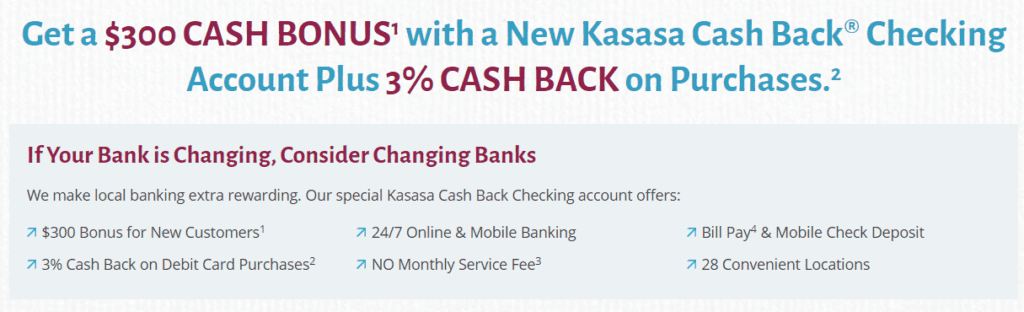 Get a $300 CASH BONUS¹ with a New Kasasa Cash Back® Checking
Account Plus 3% CASH BACK on Purchases.²
If Your Bank is Changing, Consider Changing Banks
We make local banking extra rewarding. Our special Kasasa Cash Back Checking account offers:
$300 Bonus for New Customers¹
24/7 Online & Mobile Banking
Bill Pay⁴ & Mobile Check Deposit
3% Cash Back on Debit Card Purchases²
NO Monthly Service Fee³
28 Convenient Locations